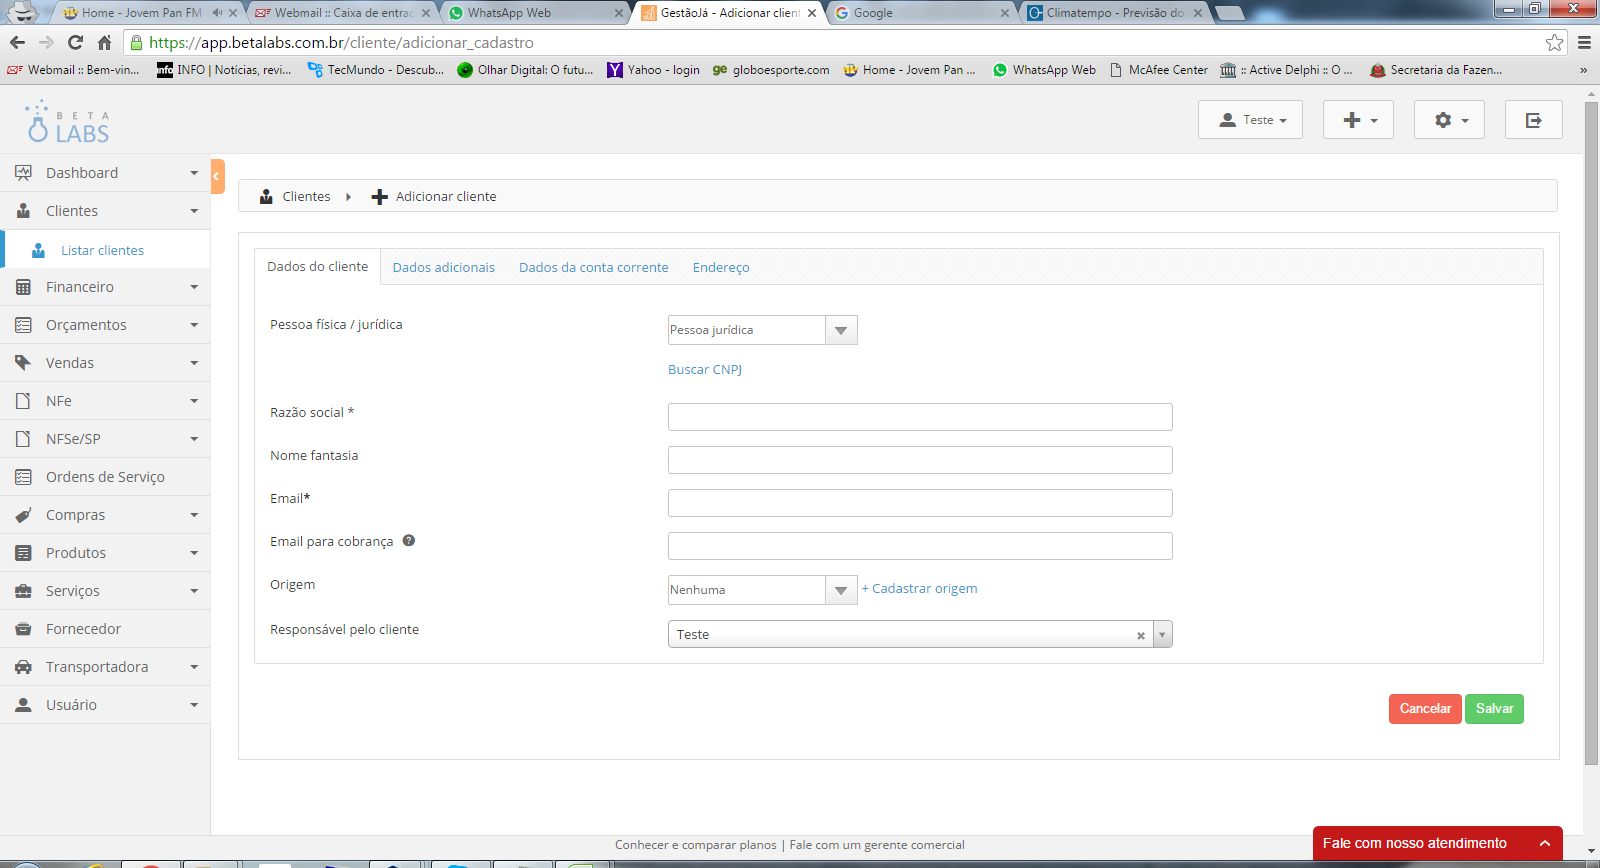 Home - Jovem Pan FM
Webmail :: Caixa de entrac
WhatsApp Web
GestãoJá - Adicionar client
Google
Climatempo - Previsão do
https://app.betalabs.com.br/cliente/adicionar_cadastro
Webmail :: Bem-vin...
info INFO | Notícias, revi...
TecMundo - Descub...
Olhar Digital: O futu...
Yahoo - login
ge globoesporte.com
Home - Jovem Pan ...
WhatsApp Web
McAfee Center
:: Active Delphi :: O ...
Secretaria da Fazen...
»
BETA
LABS
Teste
Dashboard
Clientes
Listar clientes
Financeiro
Orçamentos
Vendas
NFe
NFSe/SP
Ordens de Serviço
Compras
Produtos
Serviços
Fornecedor
Transportadora
Usuário
Clientes
Adicionar cliente
Dados do cliente
Dados adicionais
Dados da conta corrente
Endereço
Pessoa física / jurídica
Pessoa jurídica
Buscar CNPJ
Razão social *
Nome fantasia
Email*
Email para cobrança ?
Origem
Nenhuma
+ Cadastrar origem
Responsável pelo cliente
Teste
Cancelar
Salvar
Conhecer e comparar planos | Fale com um gerente comercial
Fale com nosso atendimento